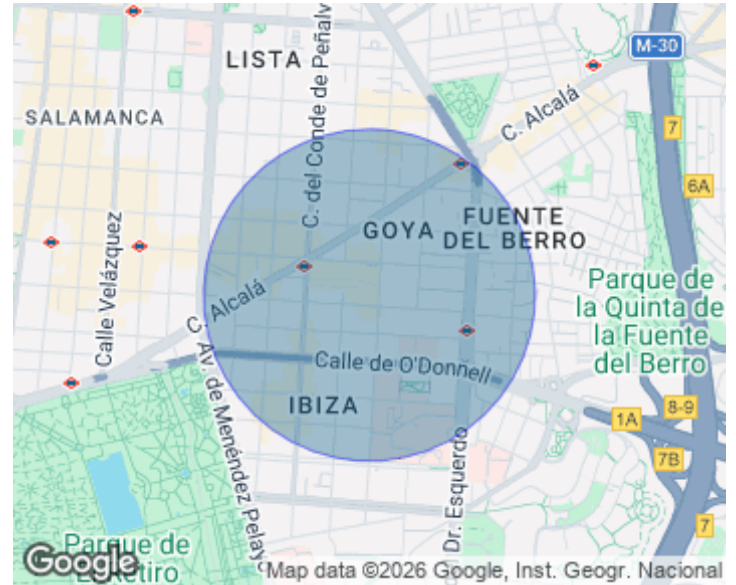 M-30
LISTA
C. del Conde de Peñalv
C. Alcalá
SALAMANCA
7
6A
GOYA
FUENTE
DEL BERRO
Calle Velázquez
Parque de
la Quinta de
la Fuente
del Berro
C. Alcalá
C. Av. de Menéndez Pelayo
Calle de O'Donnell
IBIZA
8-9
1A
7B
Dr. Esquerdo
7
Parque de
El Retiro
Google
Map data ©2026 Google, Inst. Geogr. Nacional